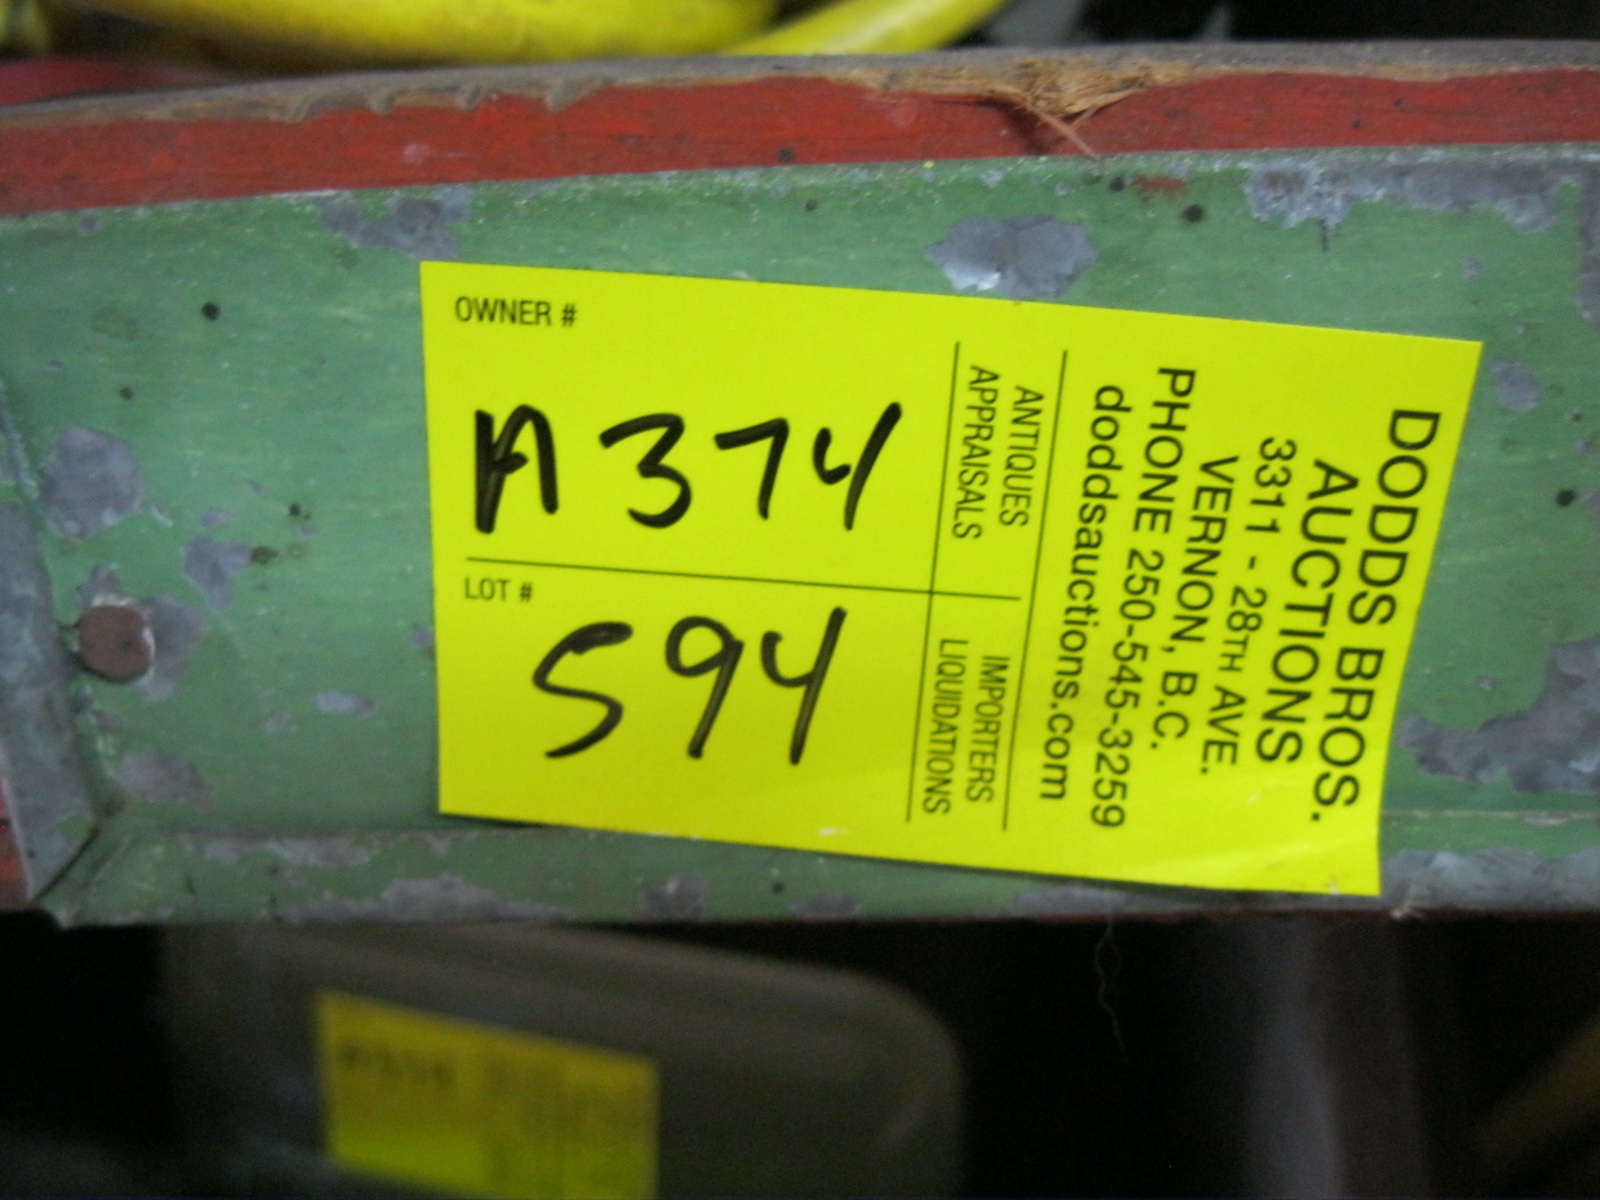 OWNER #
A374
LOT #
594
ANTIQUES
APPRAISALS
IMPORTERS
LIQUIDATIONS
DODDS BROS.
AUCTIONS
3311 - 28TH AVE.
VERNON, B.C.
PHONE 250-545-3259
doddsauctions.com